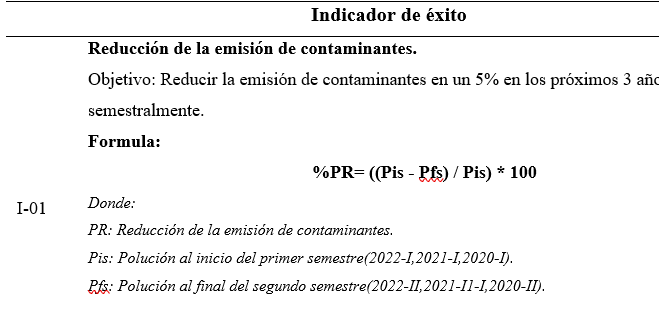 Indicador de éxito
Reducción de la emisión de contaminantes.
Objetivo: Reducir la emisión de contaminantes en un 5% en los próximos 3 
semestralmente.
Formula:
%PR= ((Pis - Pfs) / Pis) * 100
I-01
Donde:
PR: Reducción de la emisión de contaminantes.
Pis: Polución al inicio del primer semestre(2022-I,2021-I,2020-I).
Pfs: Polución al final del segundo semestre(2022-II,2021-I1-I,2020-II).